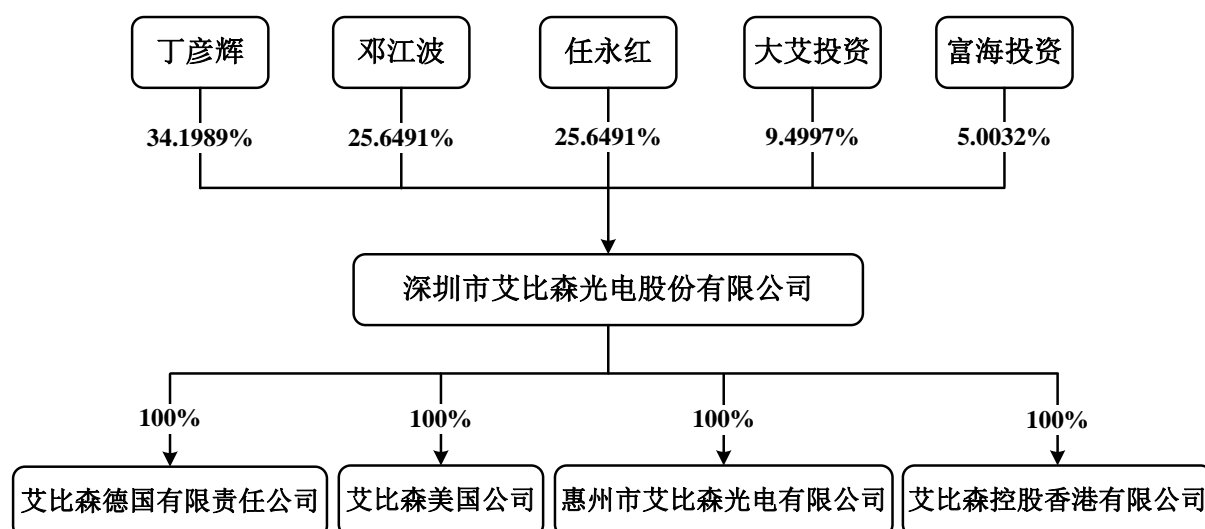 丁彦辉 邓江波 任永红 大艾投资 富海投资
34.1989% 25.6491% 25.6491% 9.4997% 5.0032%
深圳市艾比森光电股份有限公司
100% 100% 100% 100%
艾比森德国有限责任公司 艾比森美国公司 惠州市艾比森光电有限公司 艾比森控股香港有限公司